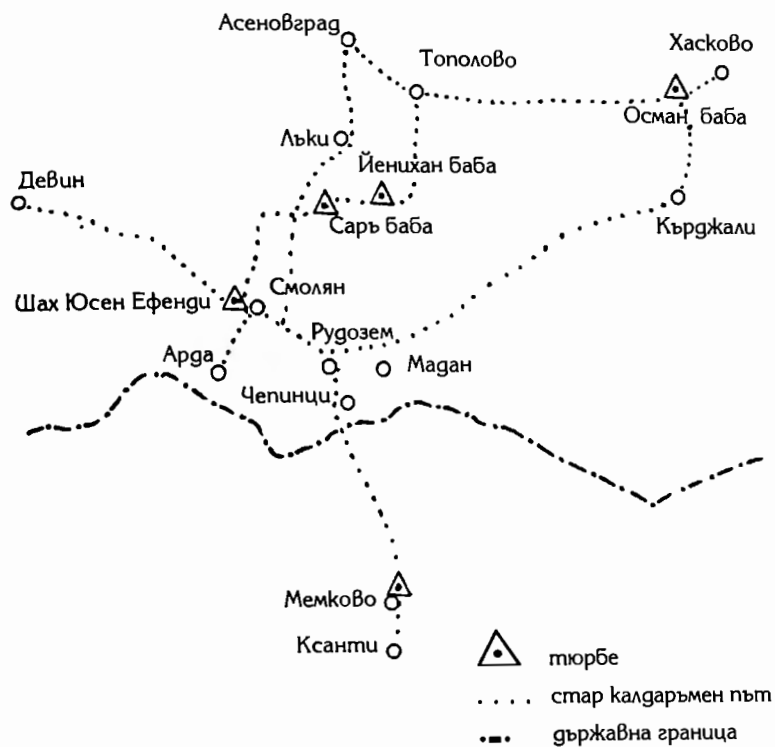 Асеновград
Хасково
Тополово
Осман баба
Лъки
Йенихан баба
Девин
Саръ баба
Кърджали
Смолян
Шах Юсен Ефенди
Рудозем
Арда
Мадан
Чепинци
Мемково
Ксанти
тюрбе
стар калдаръмен път
държавна граница